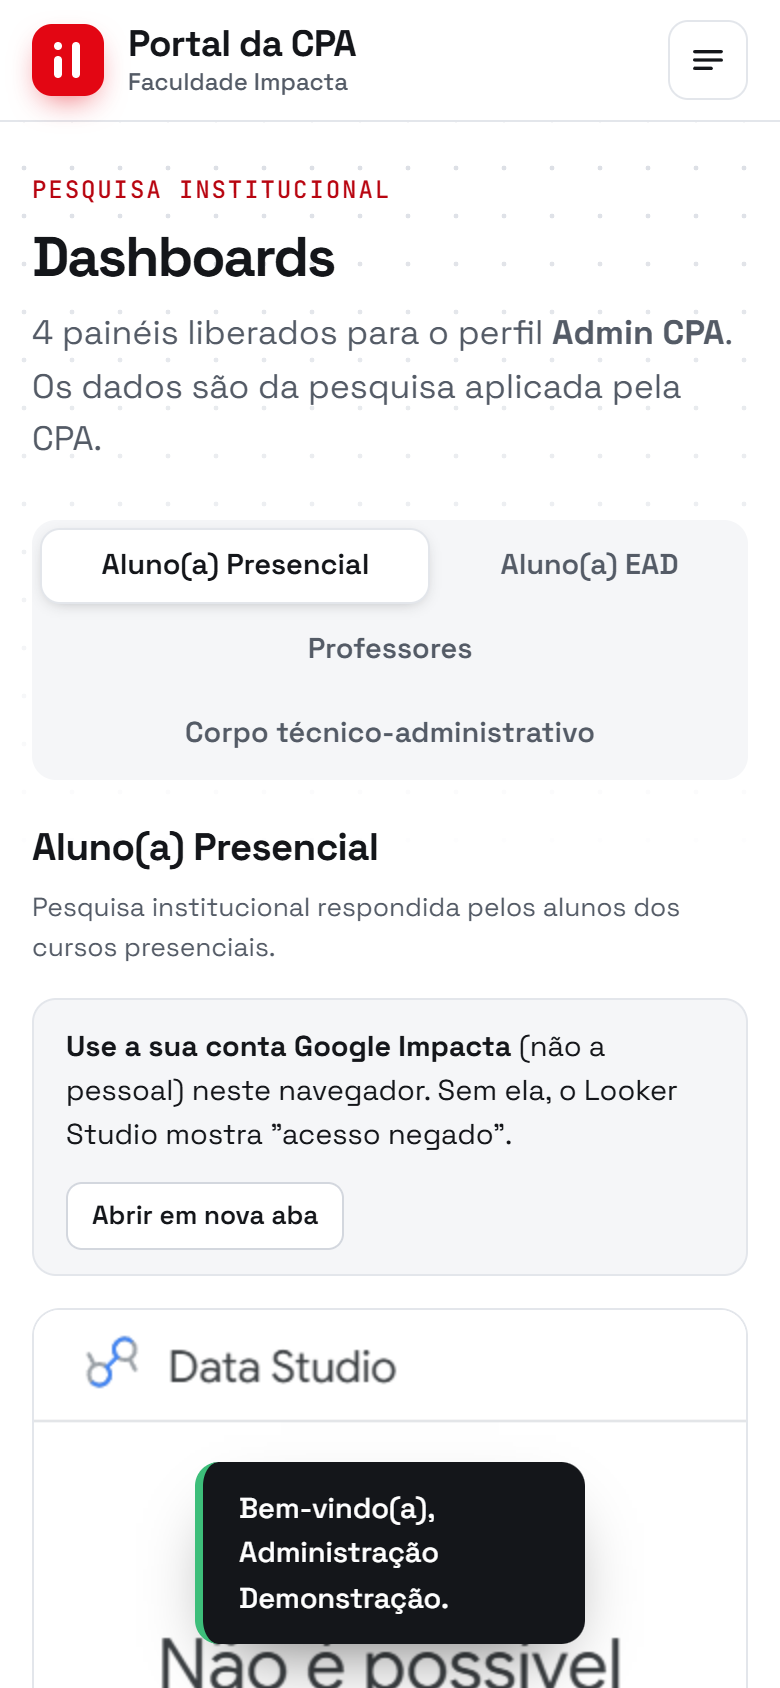 Portal da CPA
Faculdade Impacta
PESQUISA INSTITUCIONAL
Dashboards
4 painéis liberados para o perfil Admin CPA.
Os dados são da pesquisa aplicada pela
CPA.
Aluno(a) Presencial
Aluno(a) EAD
Professores
Corpo técnico-administrativo
Aluno(a) Presencial
Pesquisa institucional respondida pelos alunos dos
cursos presenciais.
Use a sua conta Google Impacta (não a
pessoal) neste navegador. Sem ela, o Looker
Studio mostra ”acesso negado”.
Abrir em nova aba
Data Studio
Bem-vindo(a),
Administração
Demonstração.
Não é possível